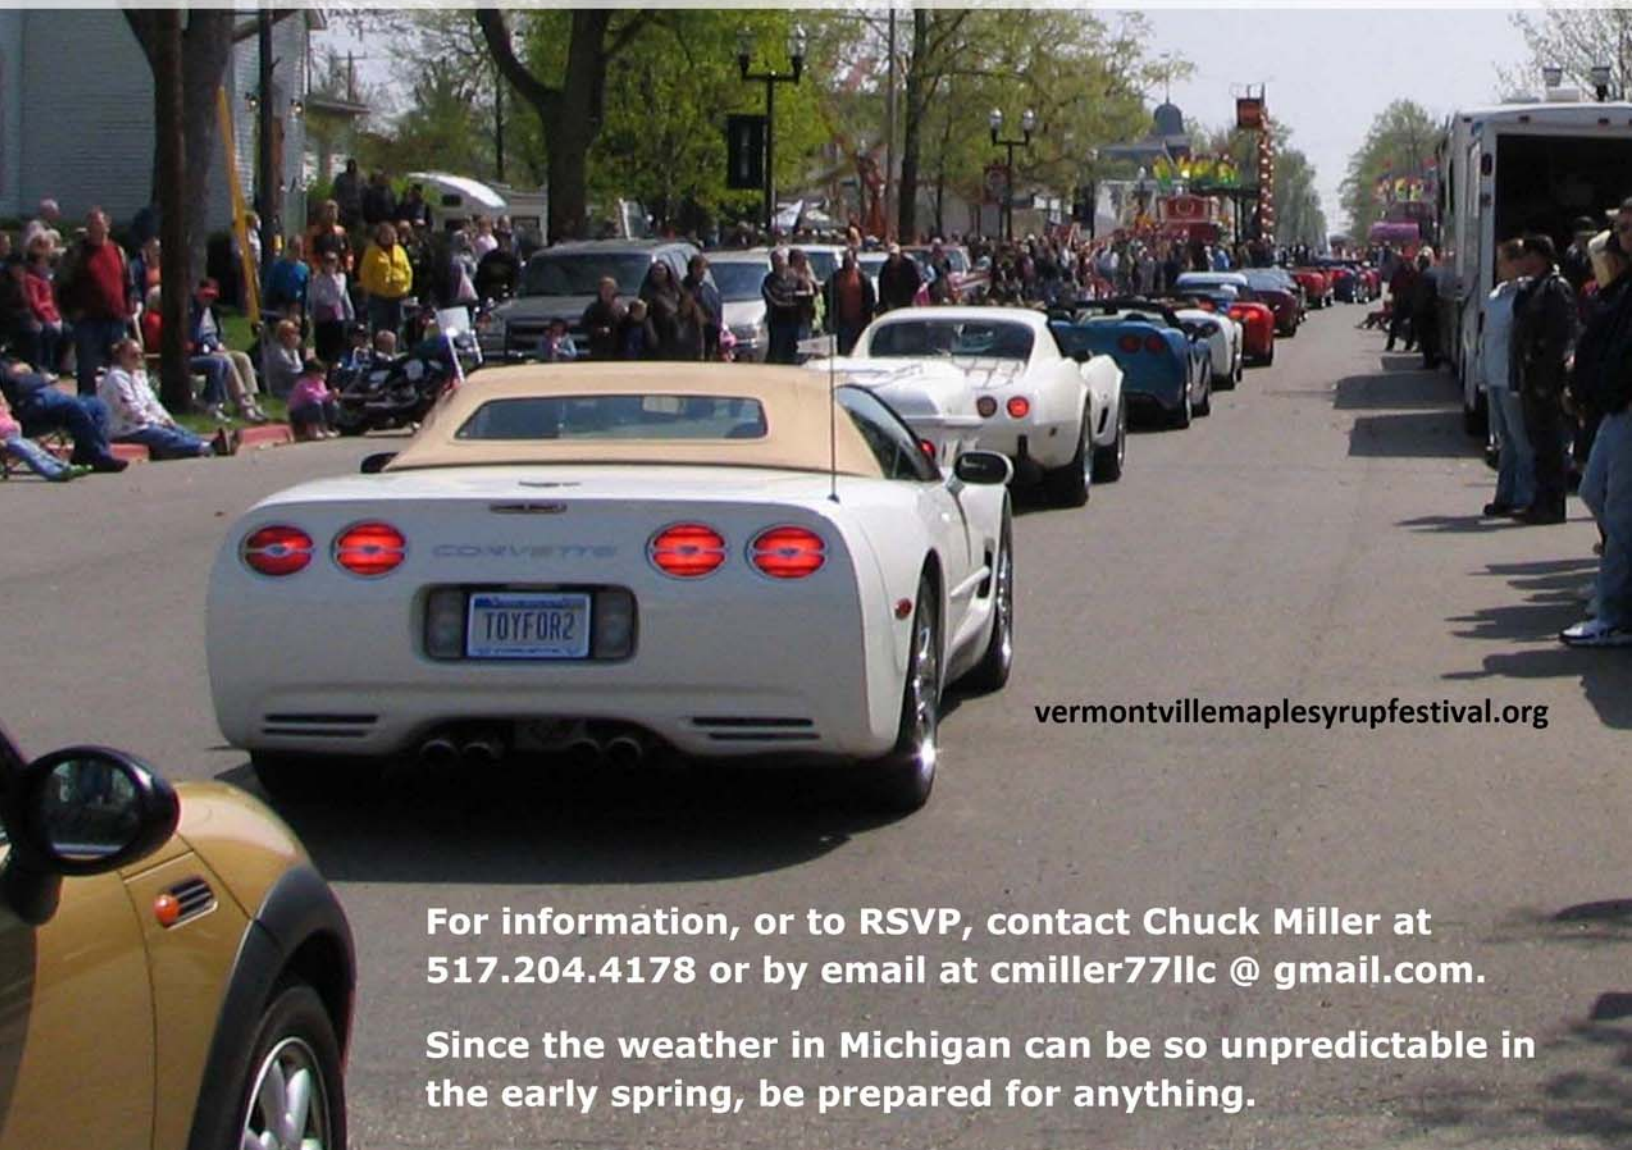 CORVETTE
TOYFOR2
vermontvillemaplesyrupfestival.org
For information, or to RSVP, contact Chuck Miller at
517.204.4178 or by email at cmiller77llc @ gmail.com.
Since the weather in Michigan can be so unpredictable in
the early spring, be prepared for anything.